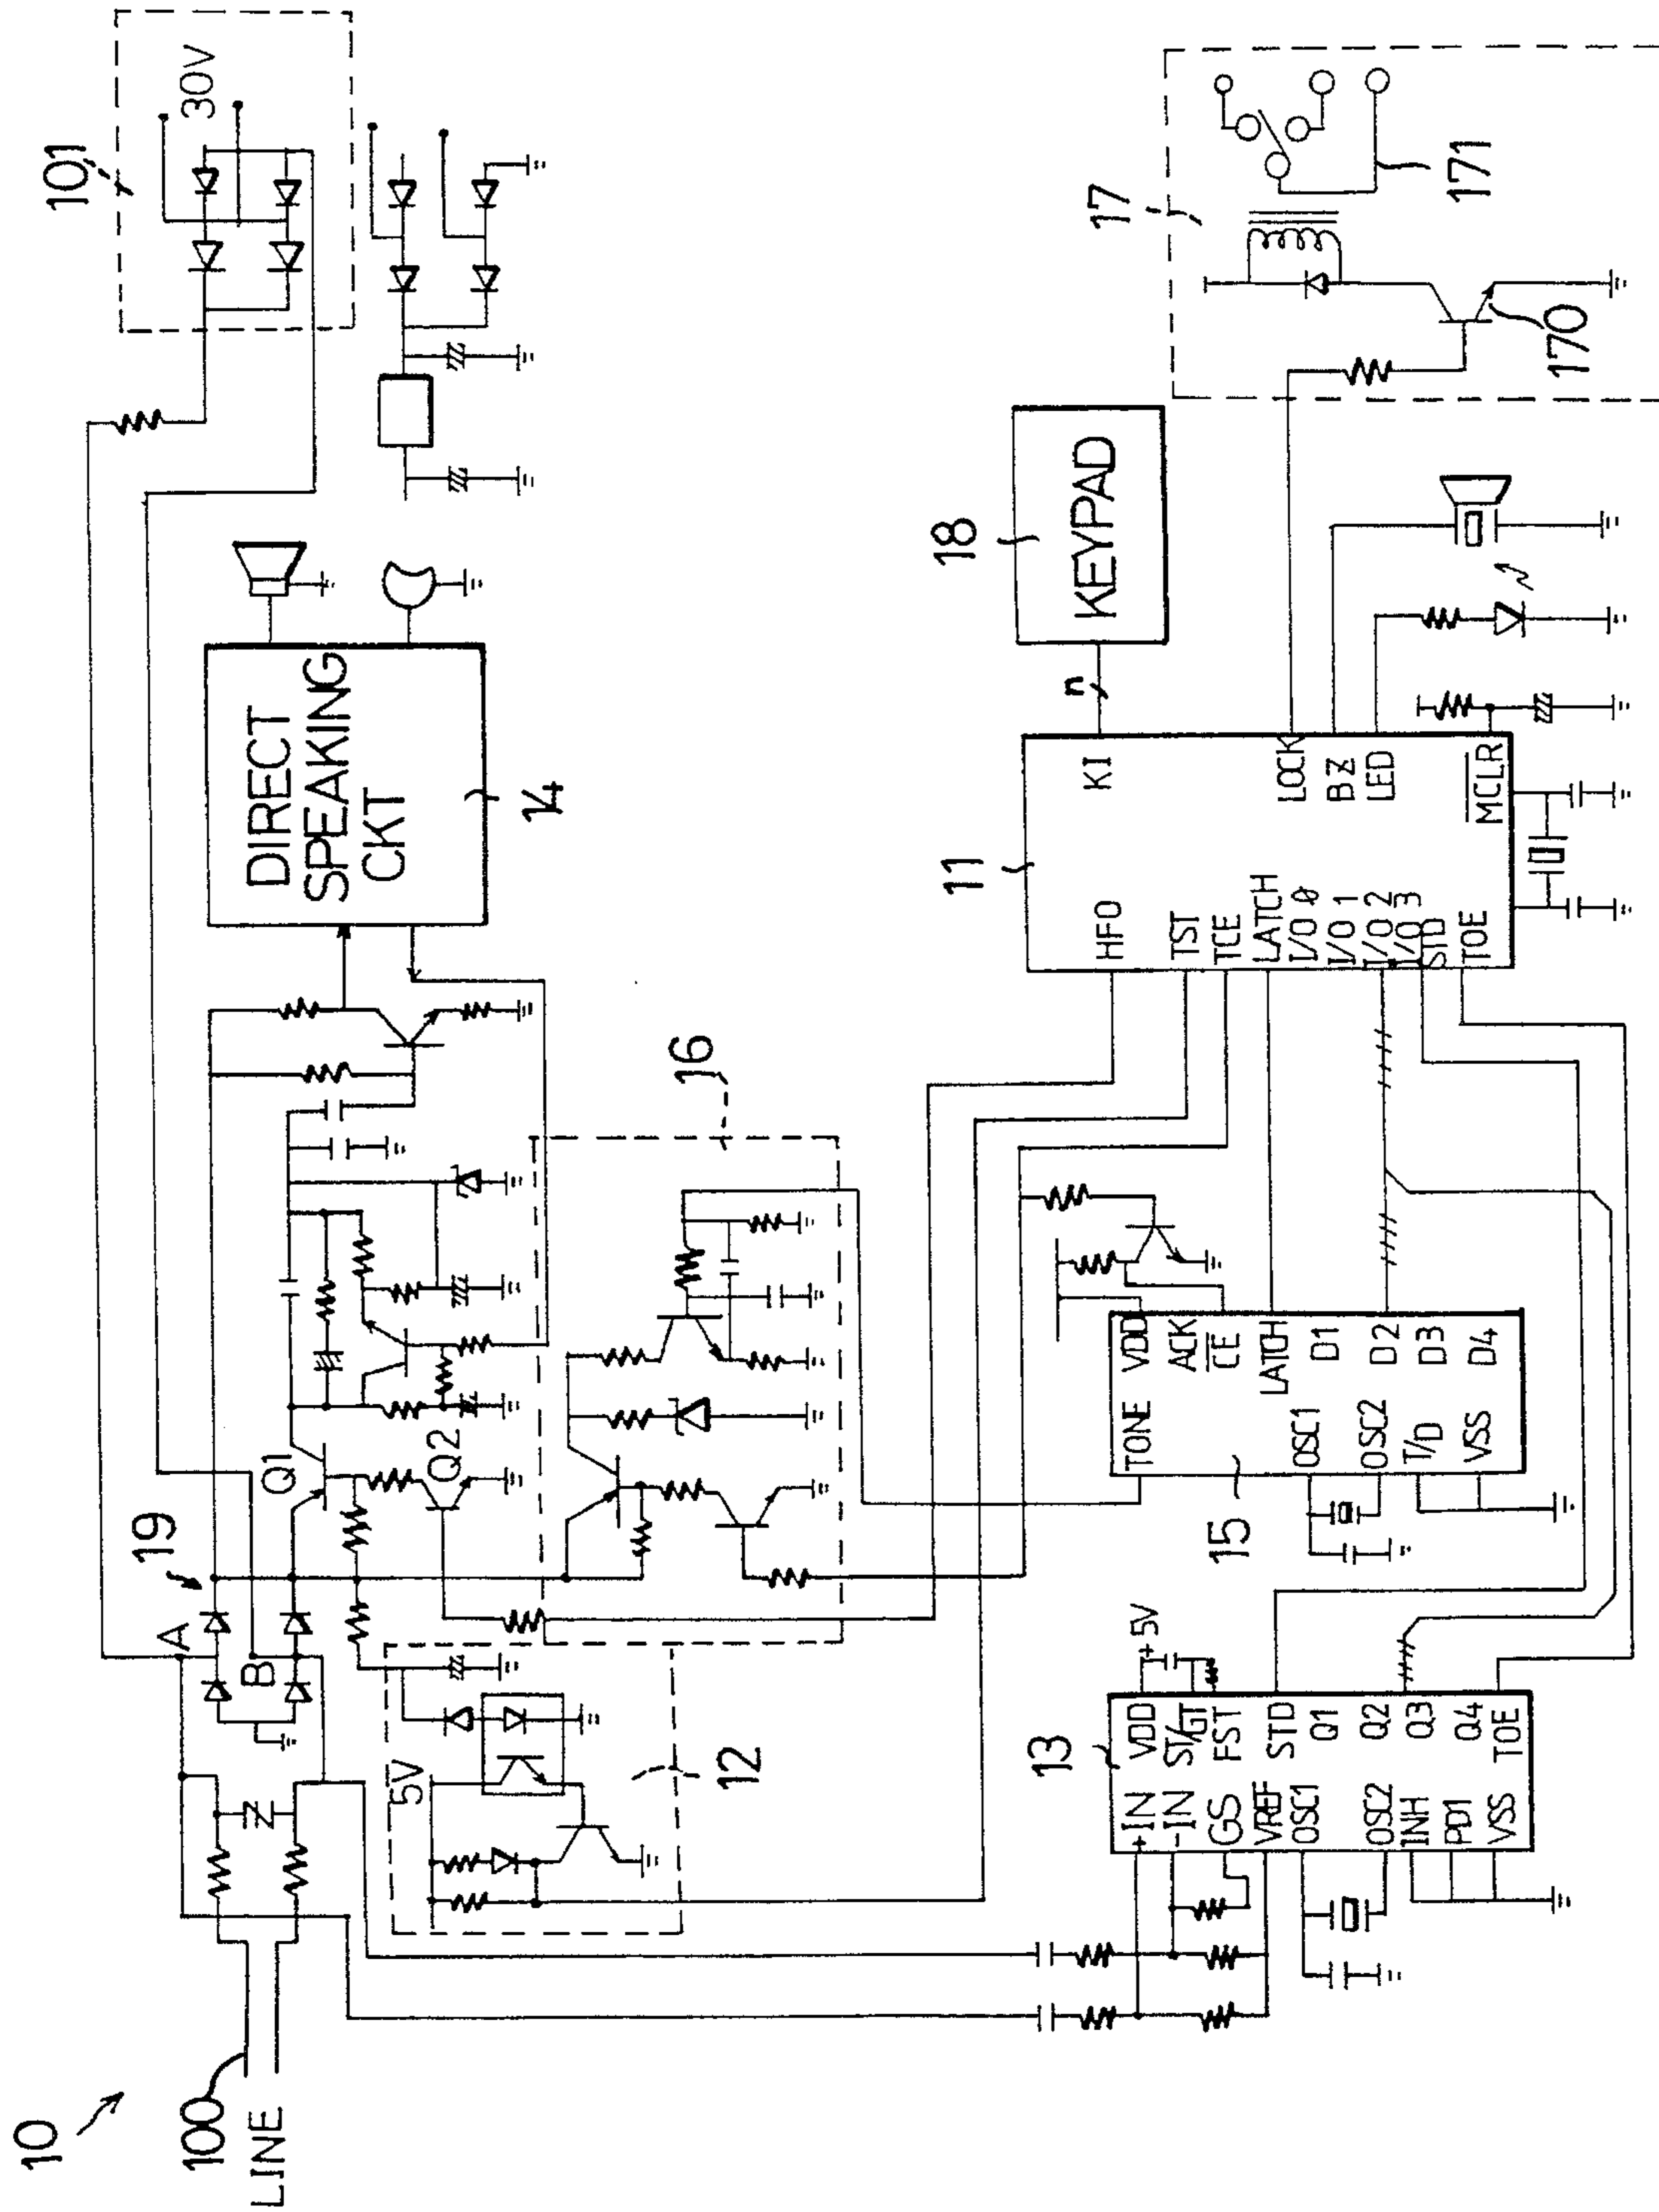 10
100
LINE
19
A
B
Q1
Q2
101
30V
DIRECT
SPEAKING
CKT
14
16
5V
12
13
+IN
-IN
GS
VREF
OSC1
OSC2
INH
PD1
VSS
VDD
ST/GT
FST
STD
Q1
Q2
Q3
Q4
TOE
+5V
15
TONE
OSC1
OSC2
T/D
VSS
VDD
ACK
CE
LATCH
D1
D2
D3
D4
11
HFO
TST
TCE
LATCH
I/O 0
I/O 1
I/O 2
I/O 3
STD
TOE
KI
LOCK
BZ
LED
MCLR
n
18
KEYPAD
17
170
171